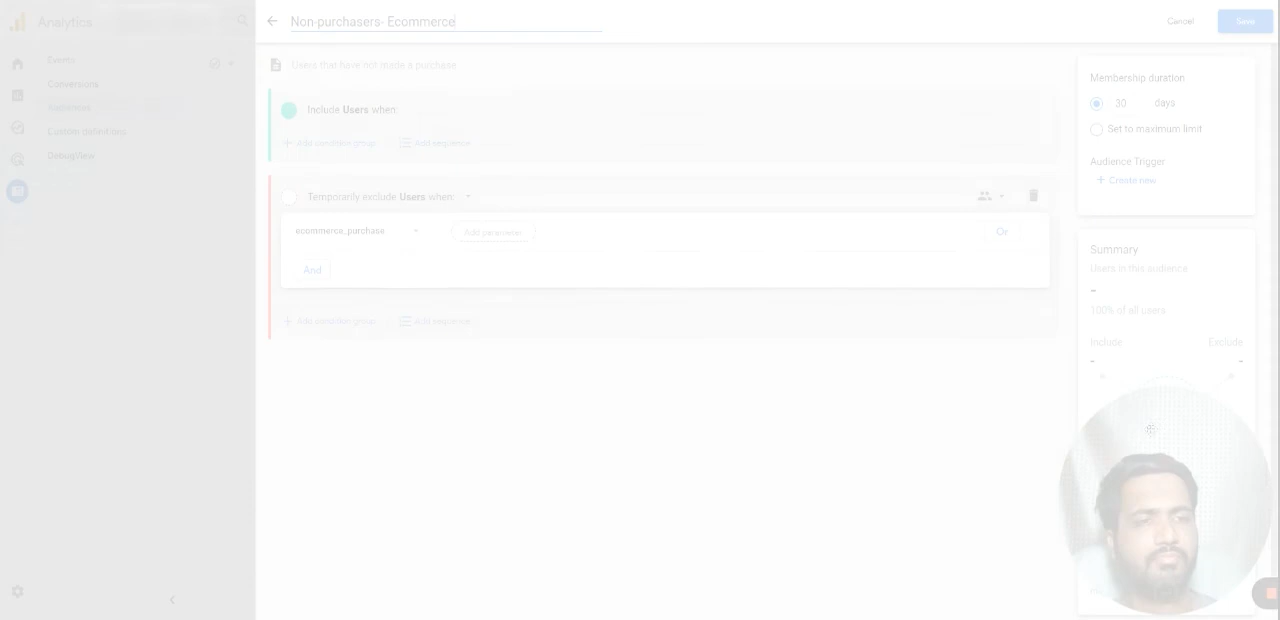 Analytics
Non-purchasers- Ecommerce
Cancel
Save
Events
Conversions
Audiences
Custom definitions
DebugView
Users that have not made a purchase
Include Users when:
+ Add condition group
Add sequence
Temporarily exclude Users when:
ecommerce_purchase
Add parameter
Or
And
+ Add condition group
Add sequence
Membership duration
30 days
Set to maximum limit
Audience Trigger
+ Create new
Summary
Users in this audience
-
100% of all users
Include
Exclude
-
-